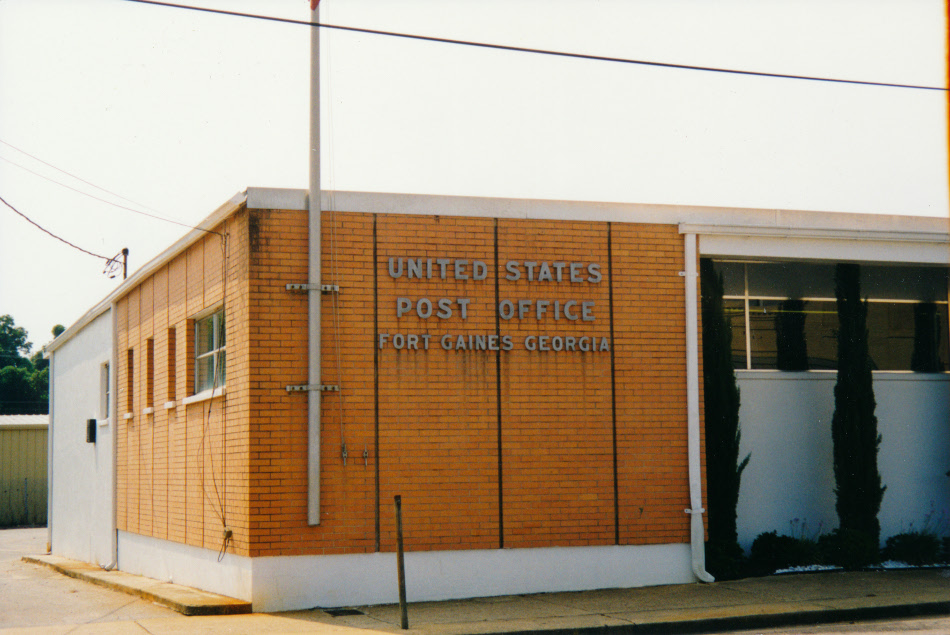 UNITED STATES
POST OFFICE
FORT GAINES GEORGIA